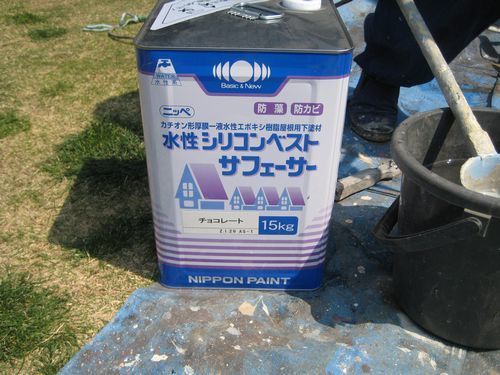 WATER
水性系
Basic & New
ニッペ
防藻 防カビ
カチオン形厚膜一液水性エポキシ樹脂屋根用下塗材
水性シリコンベスト
サフェーサー
チョコレート
15kg
NIPPON PAINT